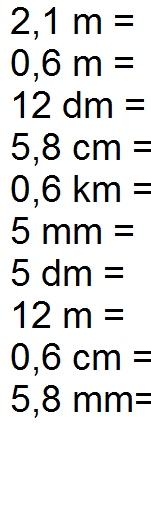 2,1 m =
0,6 m =
12 dm =
5,8 cm =
0,6 km =
5 mm =
5 dm =
12 m =
0,6 cm =
5,8 mm=